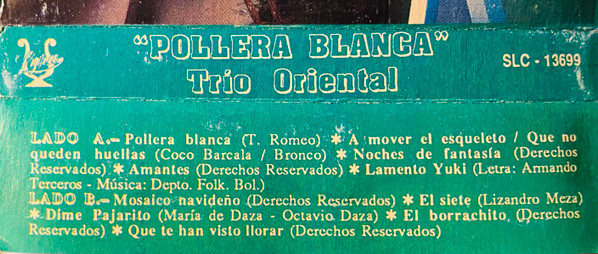 "POLLERA BLANCA"
Trio Oriental
SLC - 13699
LADO A.- Pollera blanca (T. Romeo) * A mover el esqueleto / Que no
queden huellas (Coco Barcala / Bronco) * Noches de fantasía (Derechos
Reservados) * Amantes (Derechos Reservados) * Lamento Yuki (Letra: Armando
Terceros - Música: Depto. Folk. Bol.)
LADO B.- Mosaico navideño (Derechos Reservados) * El siete (Lizandro Meza)
* Dime Pajarito (María de Daza - Octavio Daza) * El borrachito (Derechos
Reservados) * Que te han visto llorar (Derechos Reservados)